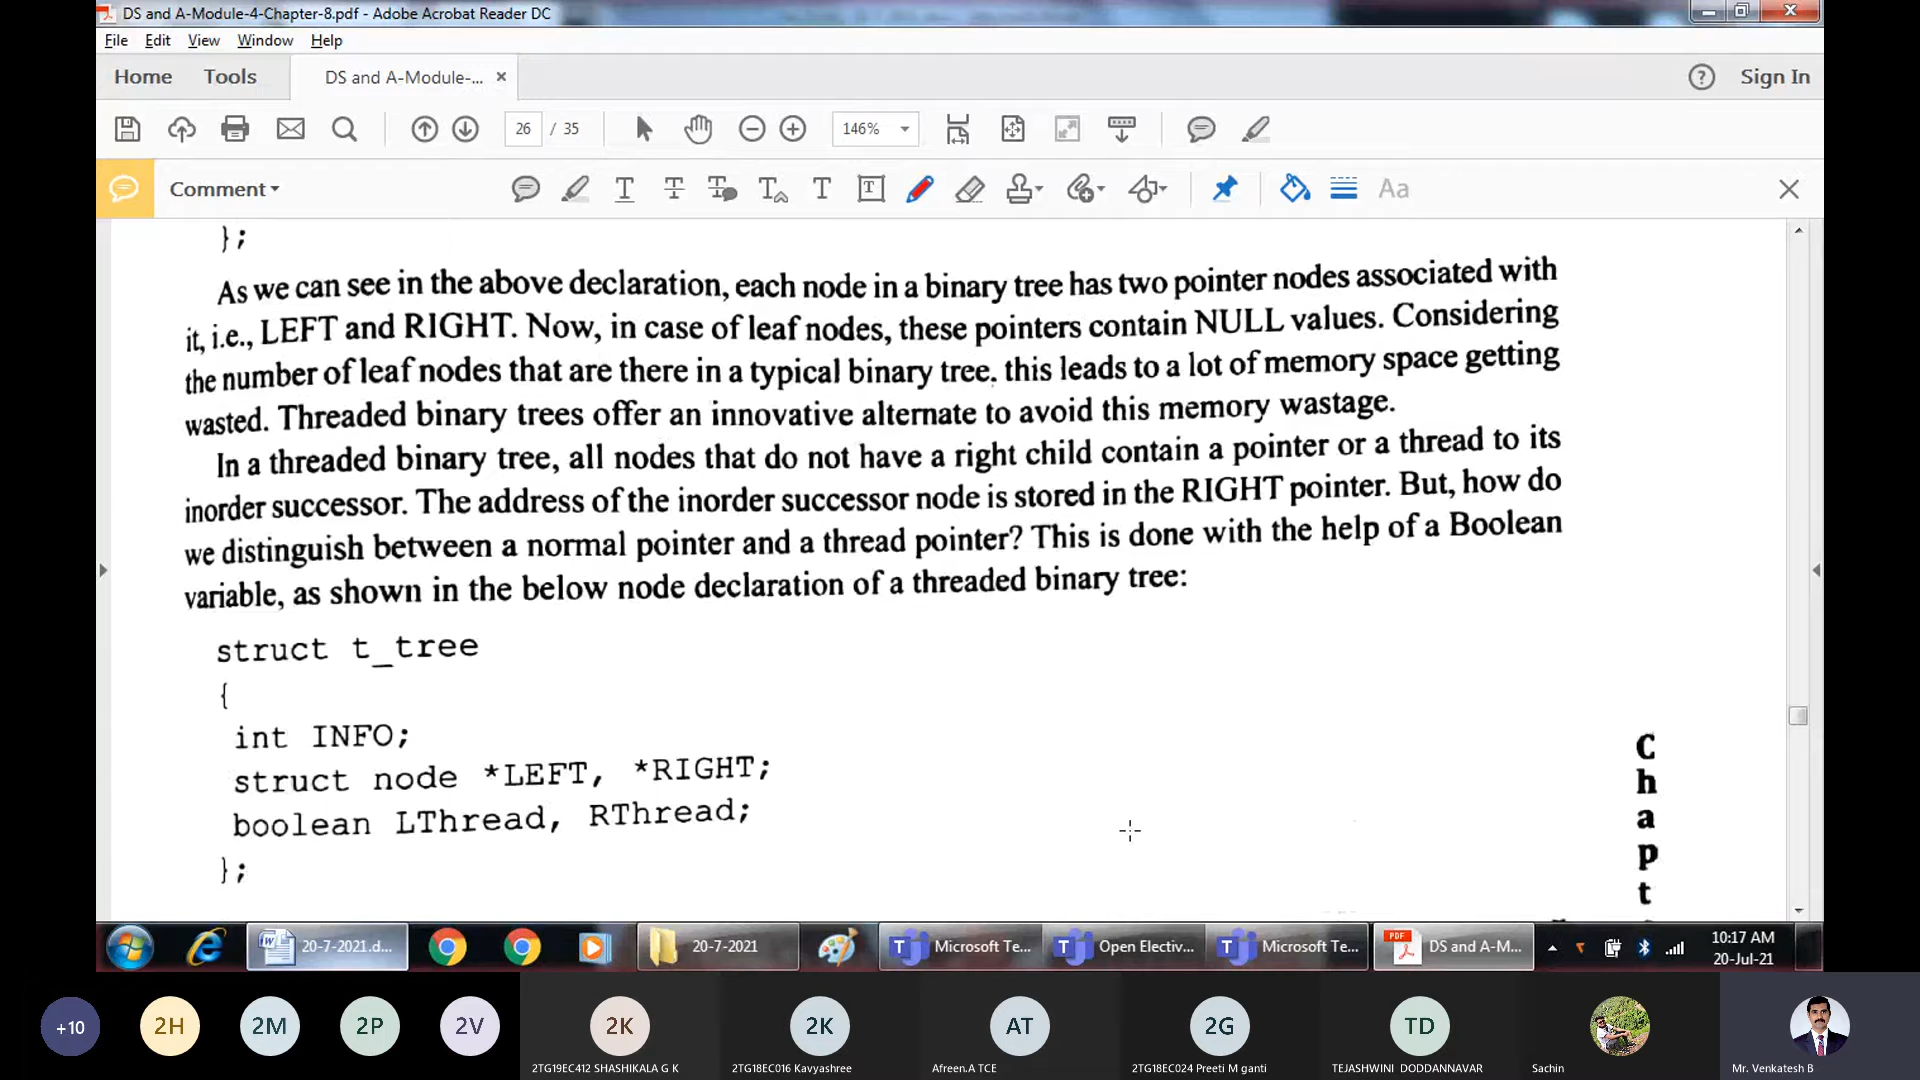 DS and A-Module-4-Chapter-8.pdf - Adobe Acrobat Reader DC
File Edit View Window Help
Home Tools DS and A-Module-... Sign In
26 / 35 146%
Comment
};
As we can see in the above declaration, each node in a binary tree has two pointer nodes associated with
it, i.e., LEFT and RIGHT. Now, in case of leaf nodes, these pointers contain NULL values. Considering
the number of leaf nodes that are there in a typical binary tree, this leads to a lot of memory space getting
wasted. Threaded binary trees offer an innovative alternate to avoid this memory wastage.
In a threaded binary tree, all nodes that do not have a right child contain a pointer or a thread to its
inorder successor. The address of the inorder successor node is stored in the RIGHT pointer. But, how do
we distinguish between a normal pointer and a thread pointer? This is done with the help of a Boolean
variable, as shown in the below node declaration of a threaded binary tree:
struct t_tree
{
int INFO;
struct node *LEFT, *RIGHT;
boolean LThread, RThread;
};
C
h
a
p
t
20-7-2021.d... 20-7-2021 Microsoft Te... Open Electiv... Microsoft Te... DS and A-M... 10:17 AM
20-Jul-21
+10 2H 2M 2P 2V 2K 2K AT 2G TD
2TG19EC412 SHASHIKALA G K 2TG18EC016 Kavyashree Afreen.A TCE 2TG18EC024 Preeti M ganti TEJASHWINI DODDANNAVAR Sachin Mr. Venkatesh B